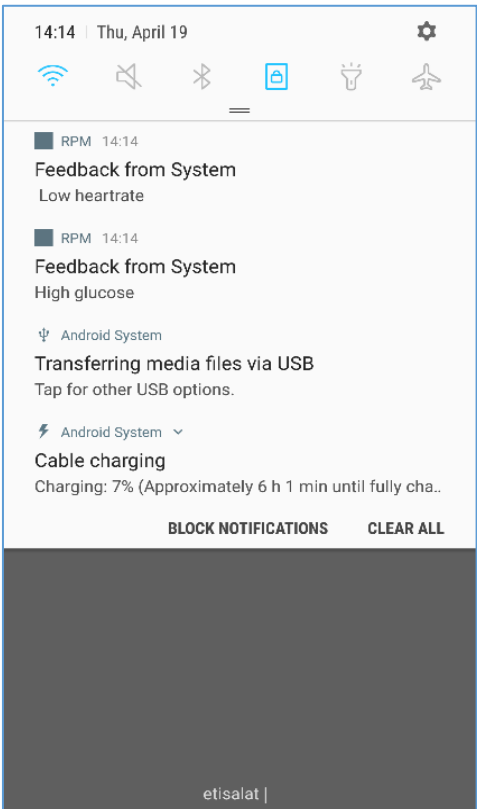 14:14 | Thu, April 19
RPM 14:14
Feedback from System
Low heartrate
RPM 14:14
Feedback from System
High glucose
Android System
Transferring media files via USB
Tap for other USB options.
Android System
Cable charging
Charging: 7% (Approximately 6 h 1 min until fully cha..
BLOCK NOTIFICATIONS CLEAR ALL
etisalat |